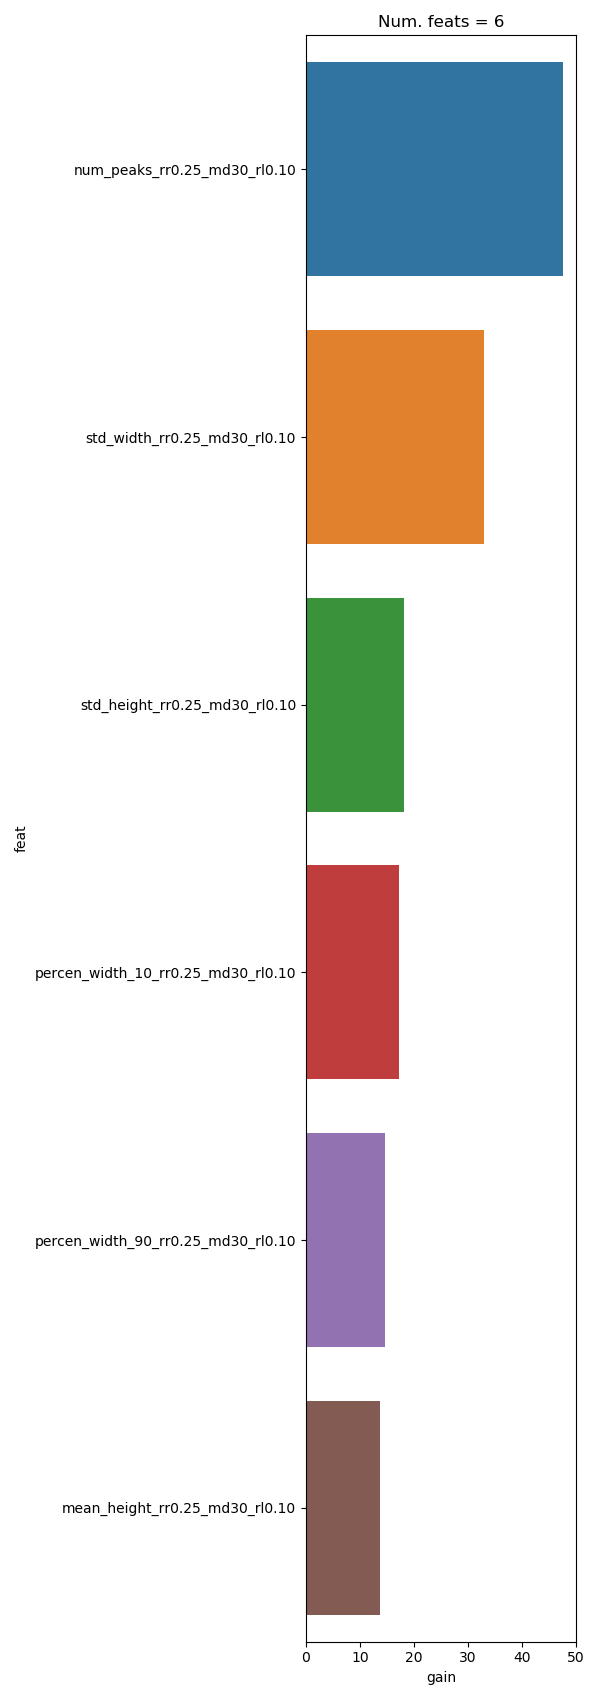 Num. feats = 6
num_peaks_rr0.25_md30_rl0.10
std_width_rr0.25_md30_rl0.10
std_height_rr0.25_md30_rl0.10
feat
percen_width_10_rr0.25_md30_rl0.10
percen_width_90_rr0.25_md30_rl0.10
mean_height_rr0.25_md30_rl0.10
0 10 20 30 40 50
gain